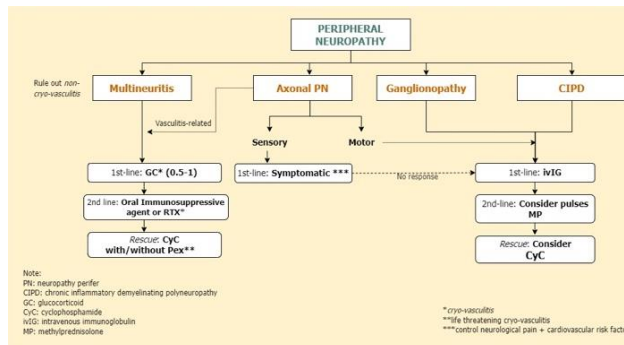 PERIPHERAL
NEUROPATHY
Rule out non-
cryo-vasculitis
Multineuritis
Axonal PN
Ganglionopathy
CIPD
Vasculitis-related
Sensory
Motor
1st-line: GC* (0.5-1)
1st-line: Symptomatic ***
No response
1st-line: ivIG
2nd line: Oral Immunosuppressive
agent or RTX*
2nd-line: Consider pulses
MP
Rescue: CyC
with/without Pex**
Rescue: Consider
CyC
Note:
PN: neuropathy perifer
CIPD: chronic inflammatory demyelinating polyneuropathy
GC: glucocorticoid
CyC: cyclophosphamide
ivIG: intravenous immunoglobulin
MP: methylprednisolone
*cryo-vasculitis
**life threatening cryo-vasculitis
***control neurological pain + cardiovascular risk facto